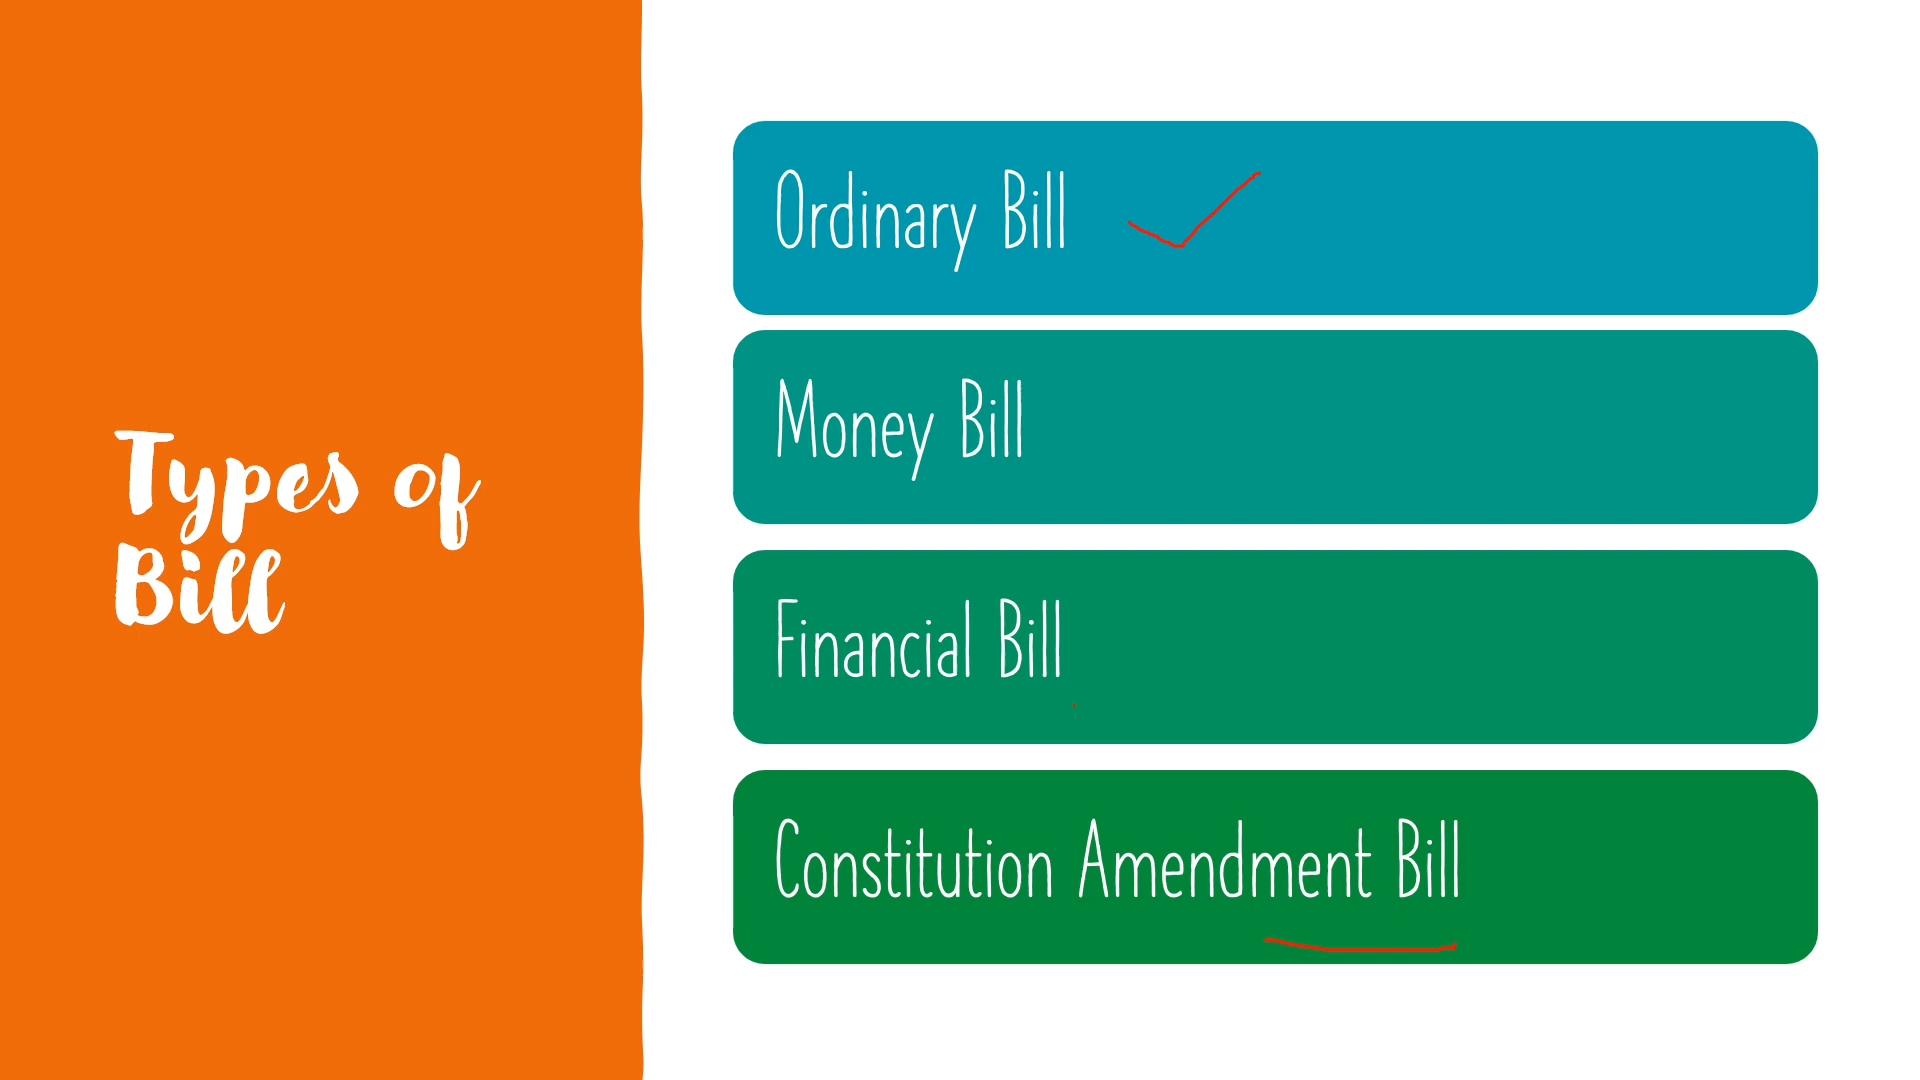 Types of
Bill
Ordinary Bill
Money Bill
Financial Bill
Constitution Amendment Bill